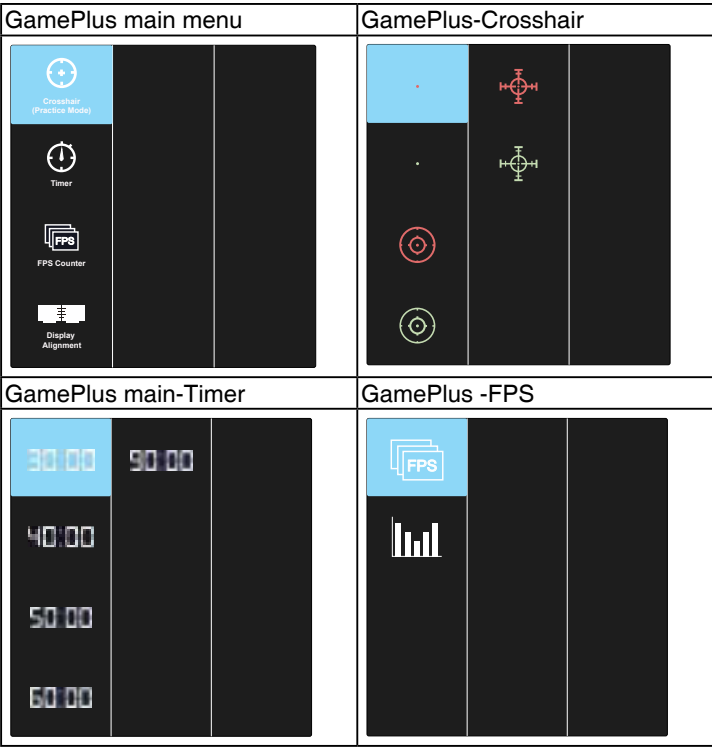 GamePlus main menu
GamePlus-Crosshair
Crosshair
(Practice Mode)
Timer
FPS
FPS Counter
Display
Alignment
GamePlus main-Timer
GamePlus -FPS
30:00
90:00
FPS
40:00
50:00
60:00